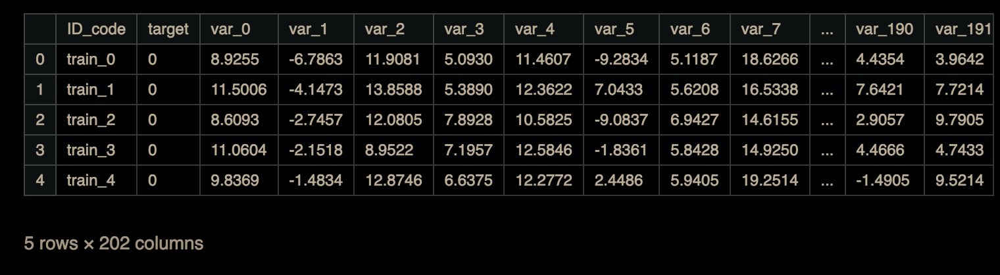 ID_code target var_0 var_1 var_2 var_3 var_4 var_5 var_6 var_7 ... var_190 var_191
0 train_0 0 8.9255 -6.7863 11.9081 5.0930 11.4607 -9.2834 5.1187 18.6266 ... 4.4354 3.9642
1 train_1 0 11.5006 -4.1473 13.8588 5.3890 12.3622 7.0433 5.6208 16.5338 ... 7.6421 7.7214
2 train_2 0 8.6093 -2.7457 12.0805 7.8928 10.5825 -9.0837 6.9427 14.6155 ... 2.9057 9.7905
3 train_3 0 11.0604 -2.1518 8.9522 7.1957 12.5846 -1.8361 5.8428 14.9250 ... 4.4666 4.7433
4 train_4 0 9.8369 -1.4834 12.8746 6.6375 12.2772 2.4486 5.9405 19.2514 ... -1.4905 9.5214
5 rows × 202 columns